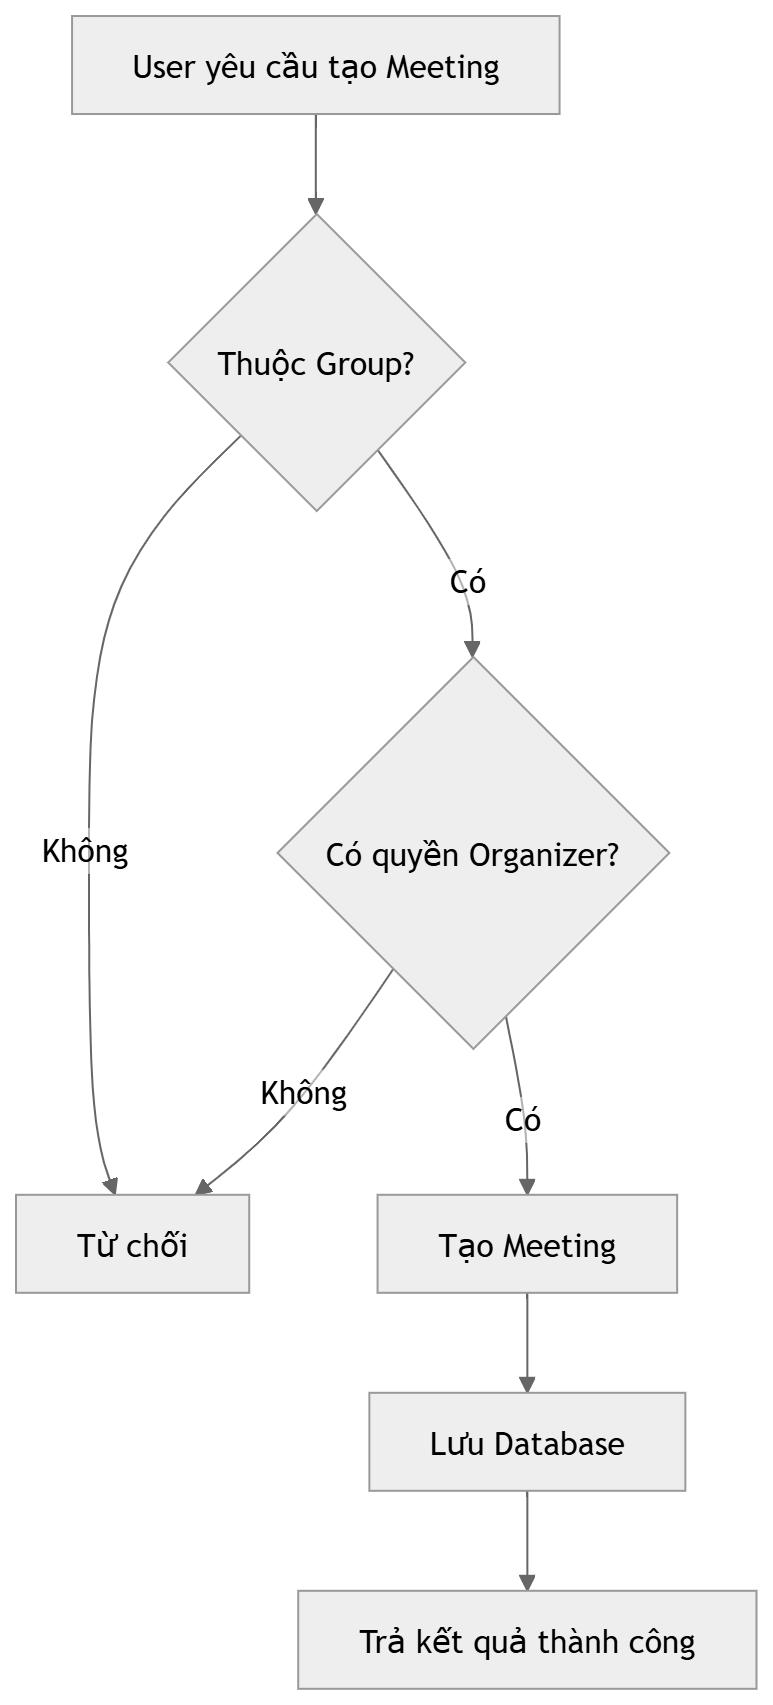 User yêu cầu tạo Meeting
Thuộc Group?
Có
Không
Có quyền Organizer?
Không
Có
Từ chối
Tạo Meeting
Lưu Database
Trả kết quả thành công